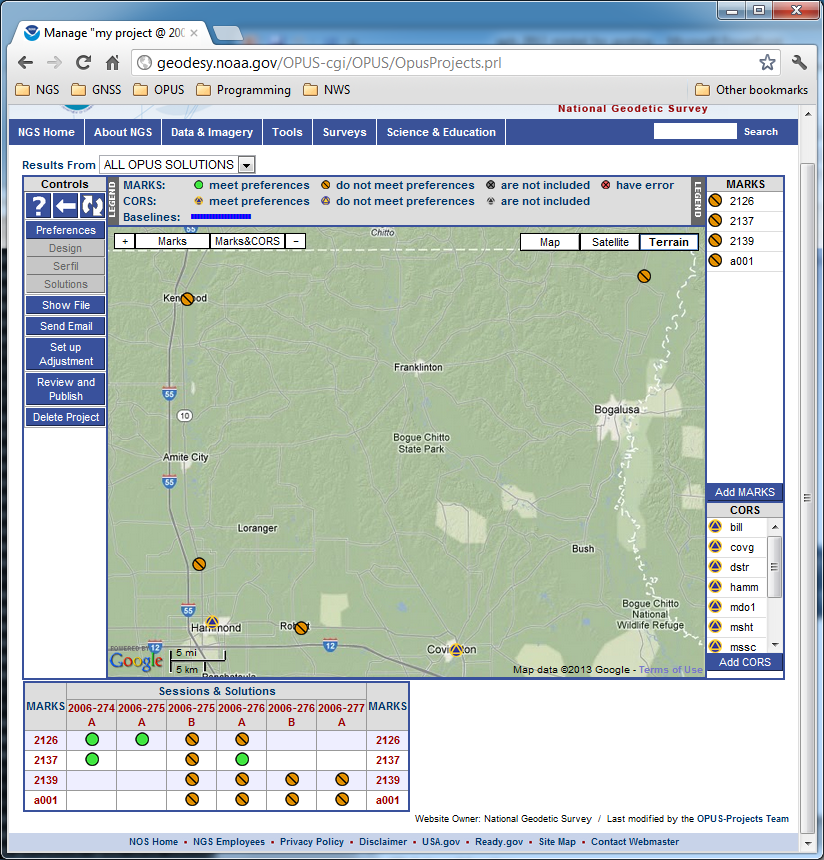 Manage "my project @ 200
geodesy.noaa.gov/OPUS-cgi/OPUS/OpusProjects.prl
NGS GNSS OPUS Programming NWS Other bookmarks
National Geodetic Survey
NGS Home About NGS Data & Imagery Tools Surveys Science & Education Search
Results From ALL OPUS SOLUTIONS
Controls
LEGEND
MARKS: meet preferences do not meet preferences are not included have error
CORS: meet preferences do not meet preferences are not included
Baselines:
LEGEND
MARKS
2126
2137
2139
a001
Preferences
Design
Serfil
Solutions
Show File
Send Email
Set up
Adjustment
Review and
Publish
Delete Project
+ Marks Marks&CORS −
Map Satellite Terrain
Chitto
55
Kentwood
Franklinton
55
10
Bogalusa
Bogue Chitto
State Park
Amite City
55
Loranger
Bush
55
Bogue Chitto
National
Wildlife Refuge
Hammond
Robert
12
12
Covington
Ponchatoula
POWERED BY
Google
5 mi
5 km
Map data ©2013 Google - Terms of Use
Add MARKS
CORS
bill
covg
dstr
hamm
mdo1
msht
mssc
Add CORS
MARKS Sessions & Solutions MARKS
2006-274 2006-275 2006-275 2006-276 2006-276 2006-277
A A B A B A
2126 2126
2137 2137
2139 2139
a001 a001
Website Owner: National Geodetic Survey / Last modified by the OPUS-Projects Team
NOS Home • NGS Employees • Privacy Policy • Disclaimer • USA.gov • Ready.gov • Site Map • Contact Webmaster